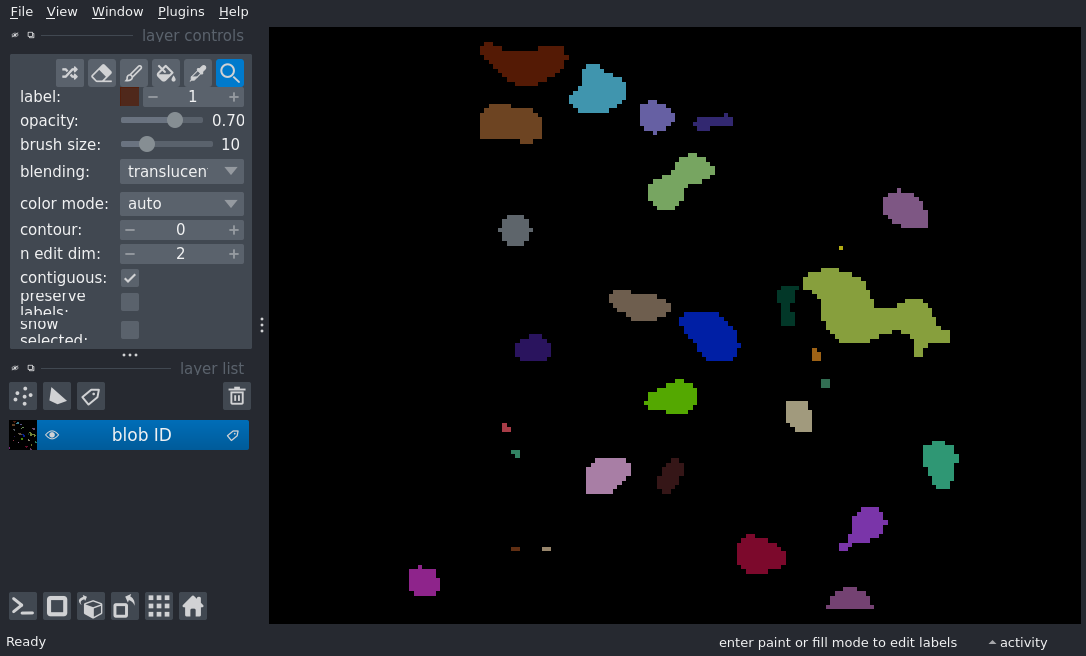 File View Window Plugins Help
layer controls
label: 1
opacity: 0.70
brush size: 10
blending: translucen
color mode: auto
contour: 0
n edit dim: 2
contiguous:
preserve
labels:
show
selected:
layer list
blob ID
Ready
enter paint or fill mode to edit labels
activity